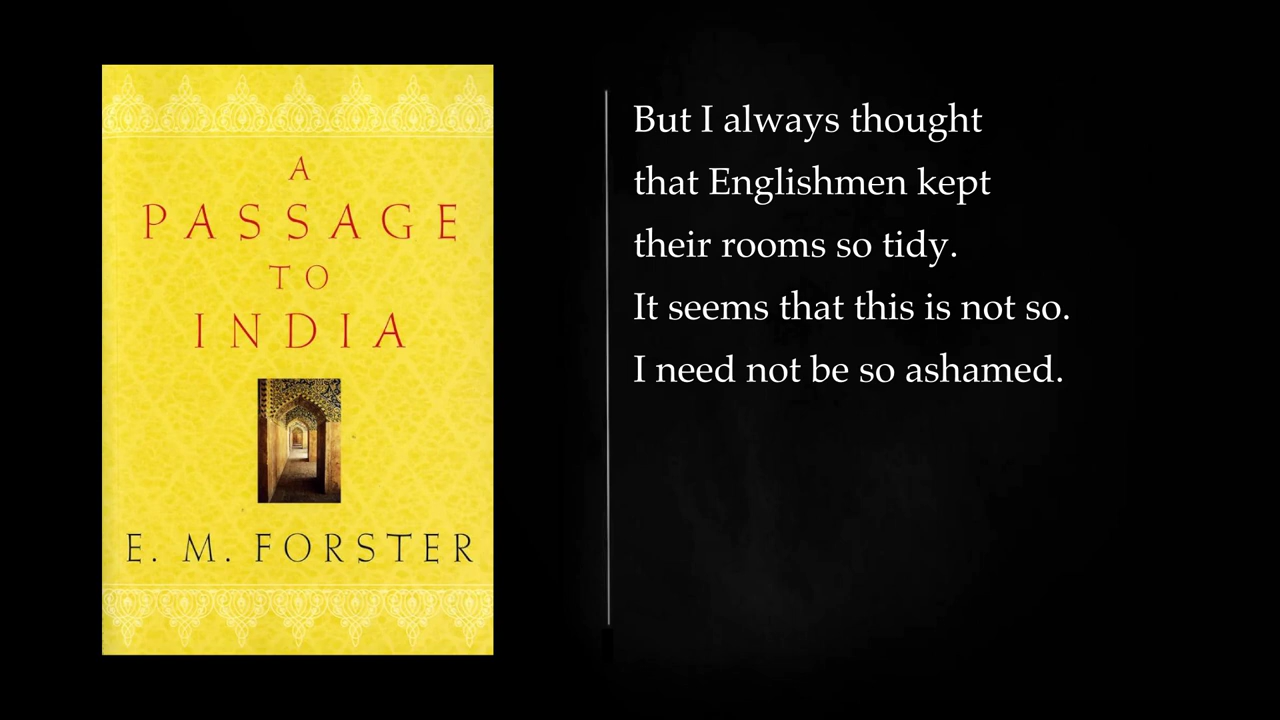 A
PASSAGE
TO
INDIA
E. M. FORSTER
But I always thought
that Englishmen kept
their rooms so tidy.
It seems that this is not so.
I need not be so ashamed.